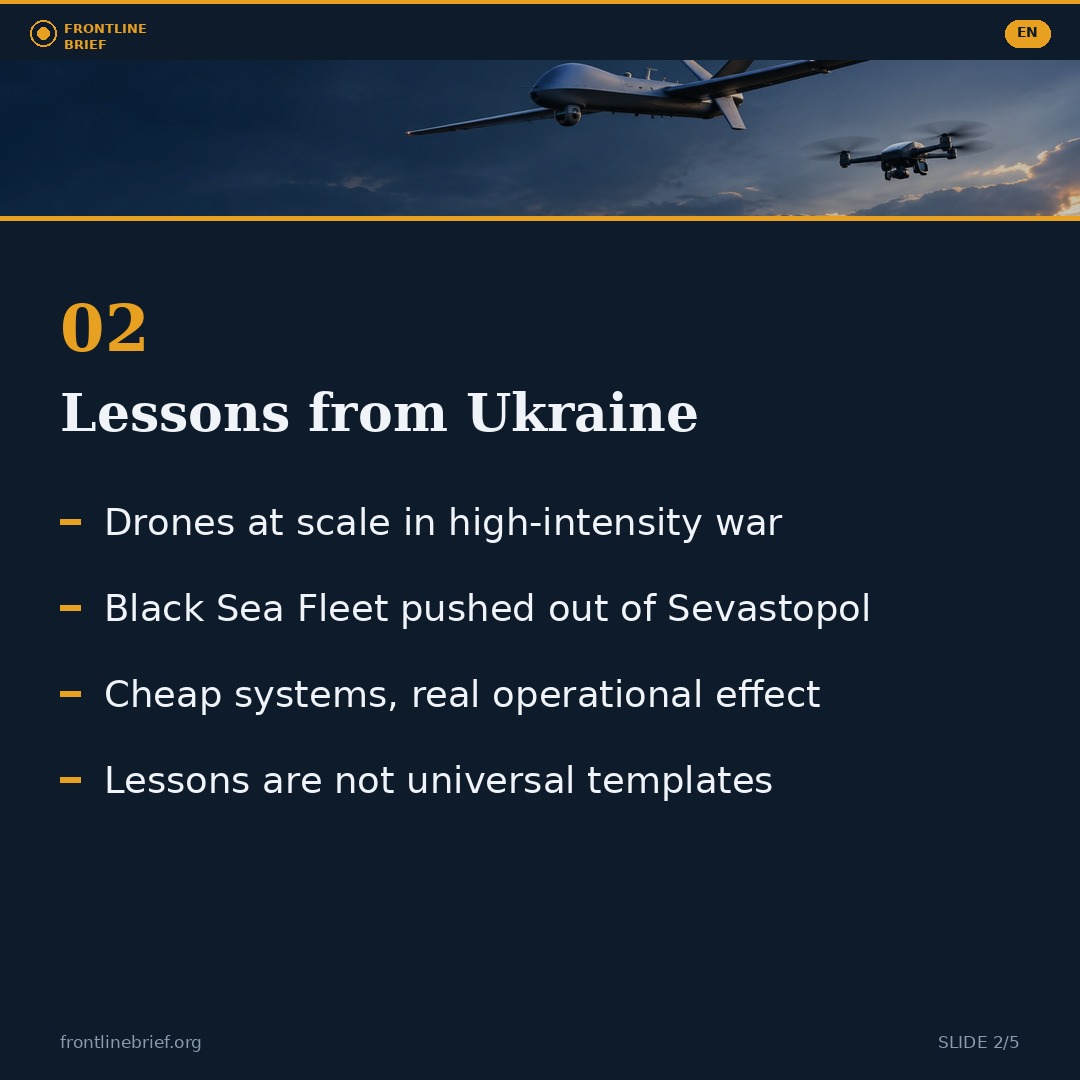 FRONTLINE
BRIEF
EN
02
Lessons from Ukraine
Drones at scale in high-intensity war
Black Sea Fleet pushed out of Sevastopol
Cheap systems, real operational effect
Lessons are not universal templates
frontlinebrief.org
SLIDE 2/5